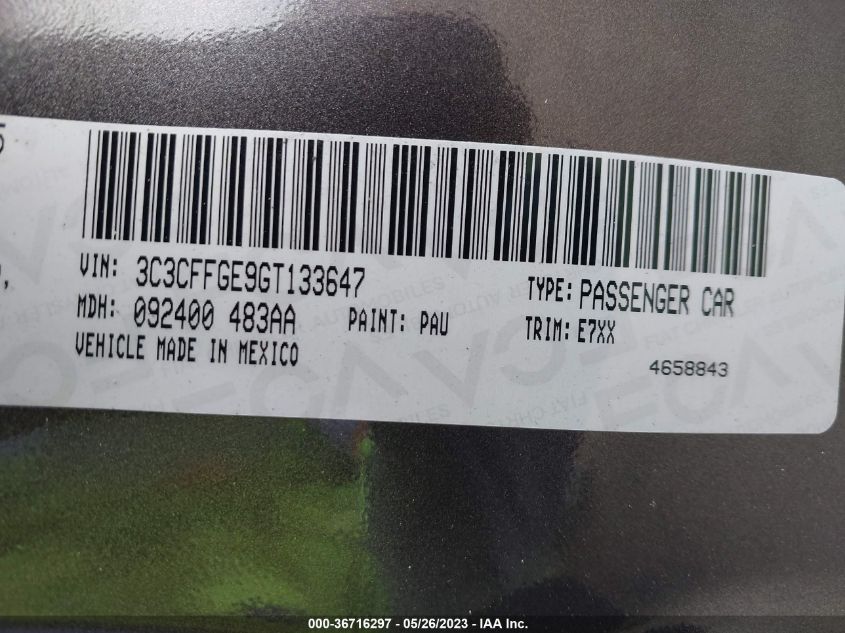 5
VIN: 3C3CFFGE9GT133647 TYPE: PASSENGER CAR
MDH: 092400 483AA PAINT: PAU TRIM: E7XX
VEHICLE MADE IN MEXICO 4658843
000-36716297 - 05/26/2023 - IAA Inc.